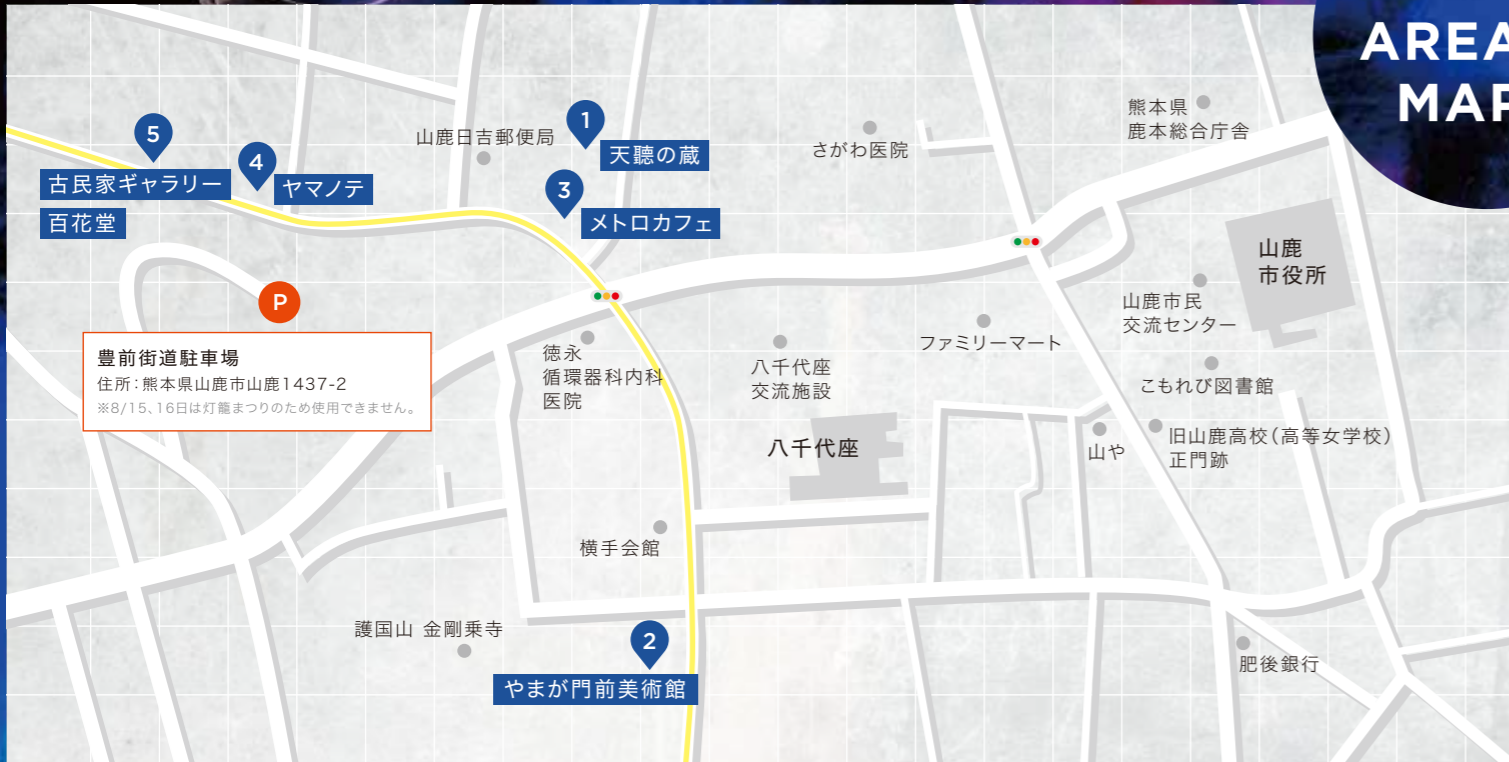 AREA
MAP
熊本県
鹿本総合庁舎
5
山鹿日吉郵便局
1
さがわ医院
天聽の蔵
4
古民家ギャラリー
百花堂
ヤマノテ
3
メトロカフェ
山鹿
市役所
P
山鹿市民
交流センター
豊前街道駐車場
住所：熊本県山鹿市山鹿1437-2
※8/15、16日は灯籠まつりのため使用できません。
徳永
循環器科内科
医院
八千代座
交流施設
ファミリーマート
こもれび図書館
八千代座
山や
旧山鹿高校（高等女学校）
正門跡
横手会館
護国山 金剛乗寺
2
やまが門前美術館
肥後銀行